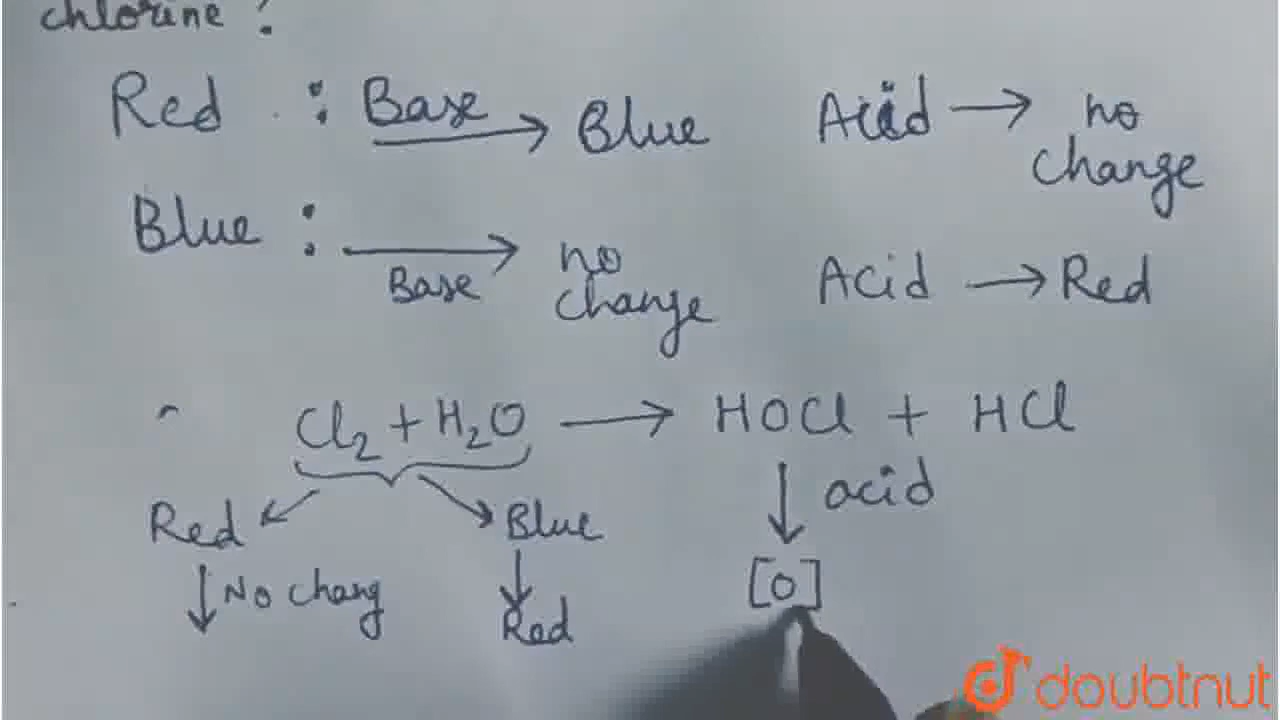 chlorine?
Red : Base → Blue Acid → no change
Blue : Base → no change Acid → Red
Cl₂ + H₂O → HOCl + HCl
Red Blue ↓ acid
↓ No Chang ↓ Red [O]
doubtnut